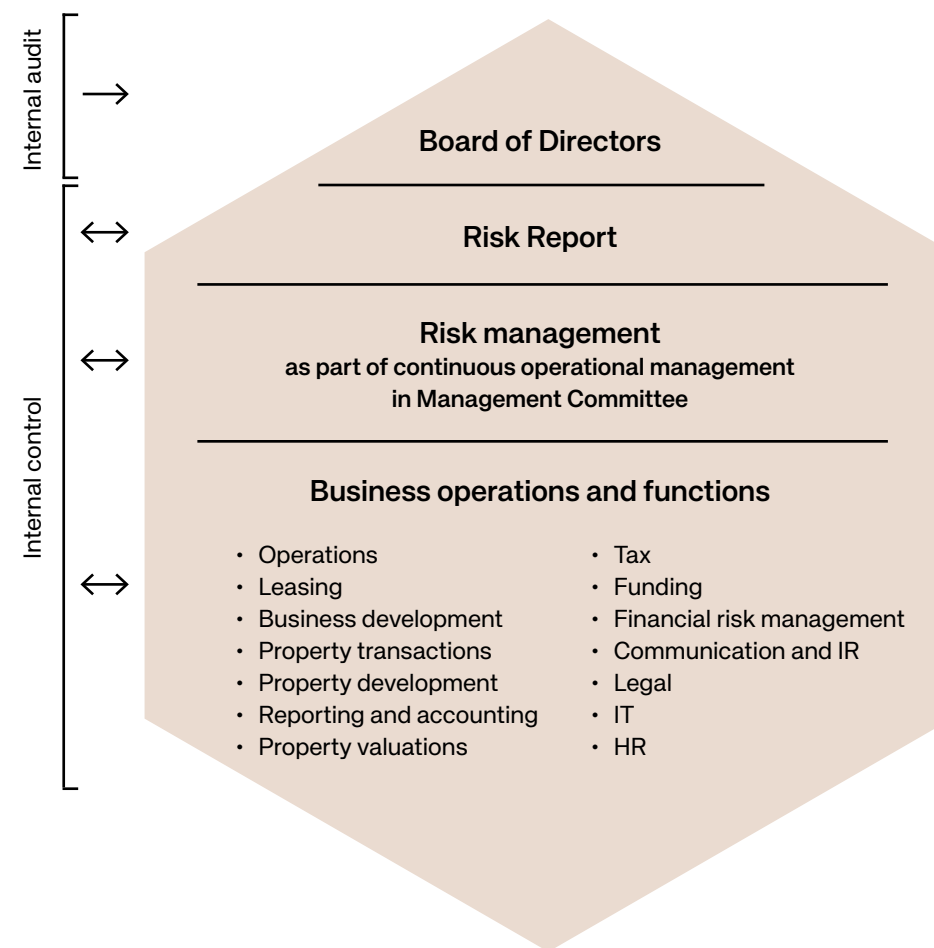 Internal audit
Board of Directors
Risk Report
Internal control
Risk management
as part of continuous operational management
in Management Committee
Business operations and functions
• Operations
• Leasing
• Business development
• Property transactions
• Property development
• Reporting and accounting
• Property valuations
• Tax
• Funding
• Financial risk management
• Communication and IR
• Legal
• IT
• HR